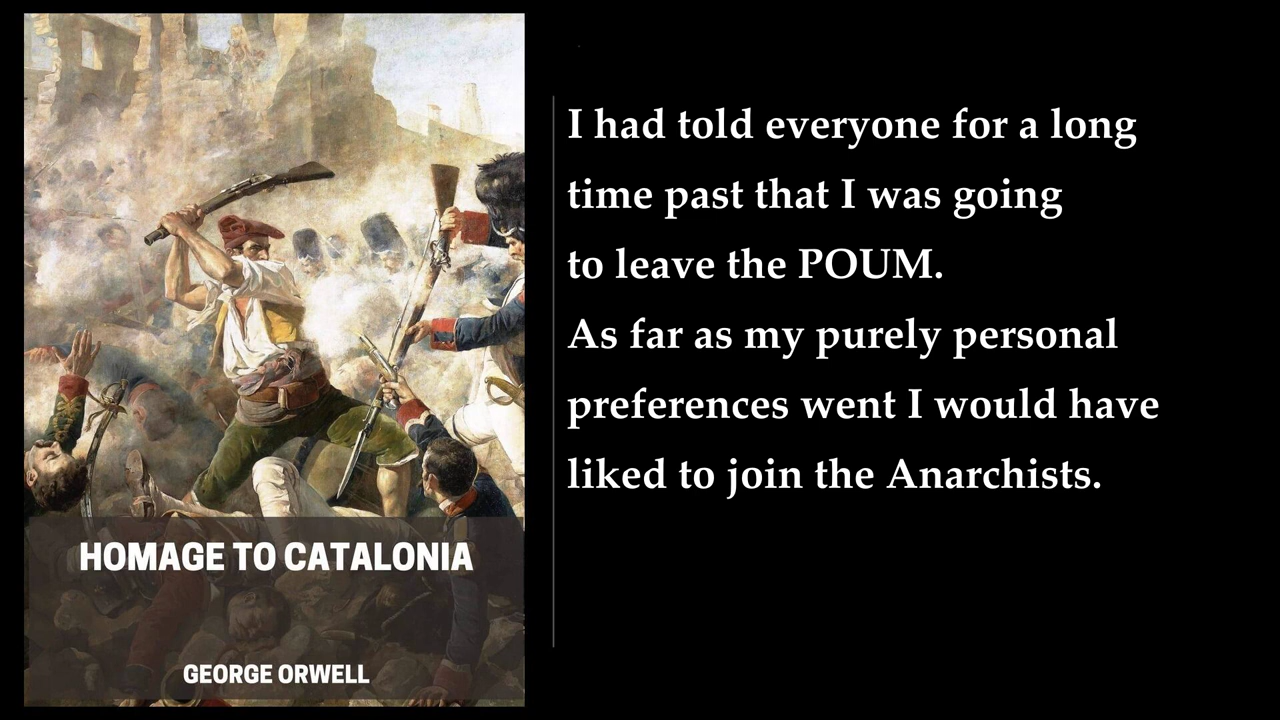 I had told everyone for a long
time past that I was going
to leave the POUM.
As far as my purely personal
preferences went I would have
liked to join the Anarchists.
HOMAGE TO CATALONIA
GEORGE ORWELL